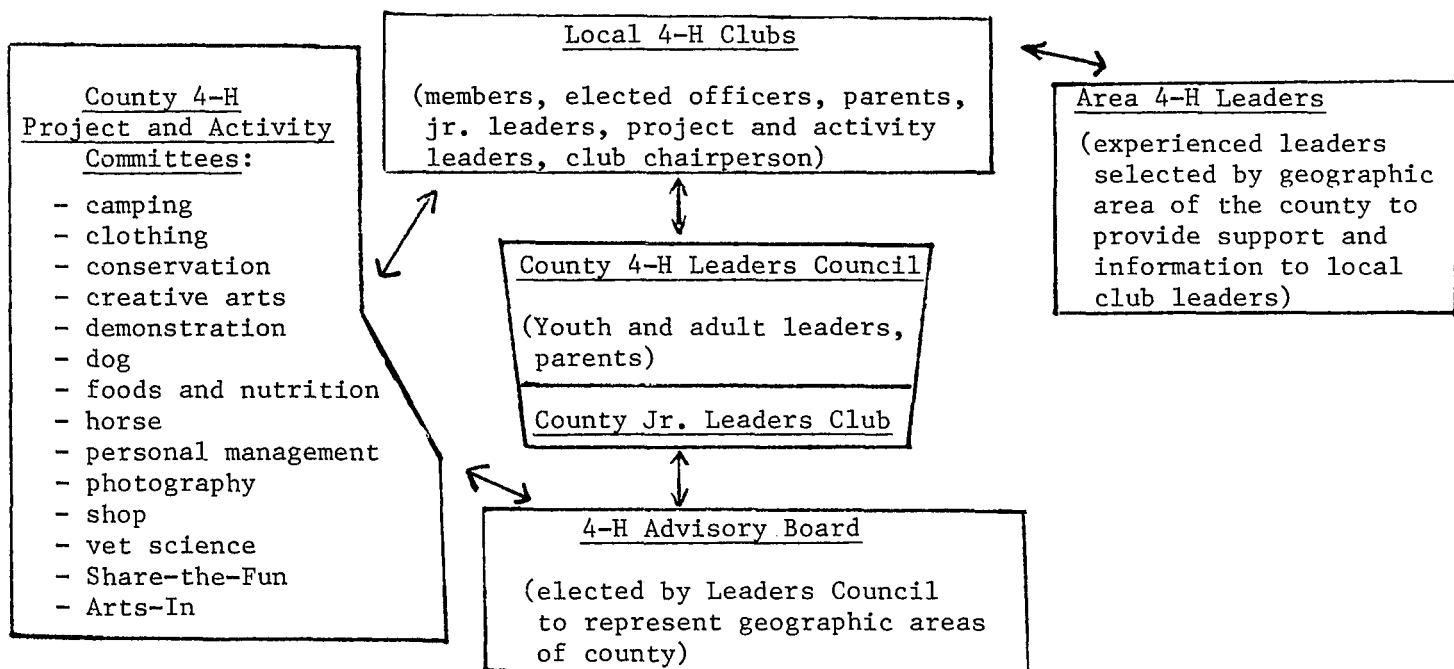 County 4-H
Project and Activity
Committees:
- camping
- clothing
- conservation
- creative arts
- demonstration
- dog
- foods and nutrition
- horse
- personal management
- photography
- shop
- vet science
- Share-the-Fun
- Arts-In
Local 4-H Clubs
(members, elected officers, parents,
jr. leaders, project and activity
leaders, club chairperson)
Area 4-H Leaders
(experienced leaders
selected by geographic
area of the county to
provide support and
information to local
club leaders)
County 4-H Leaders Council
(Youth and adult leaders,
parents)
County Jr. Leaders Club
4-H Advisory Board
(elected by Leaders Council
to represent geographic areas
of county)